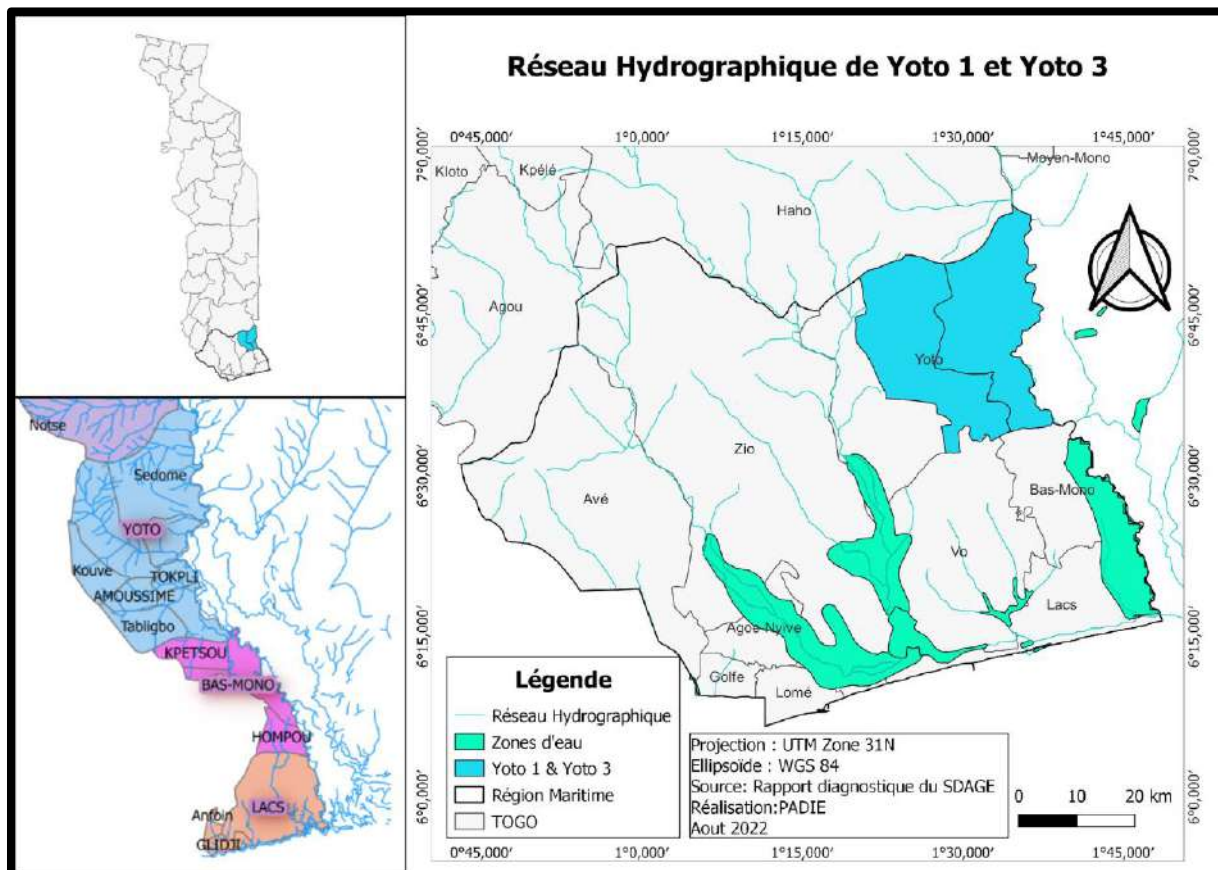 Réseau Hydrographique de Yoto 1 et Yoto 3
0°45,000’ 1°0,000’ 1°15,000’ 1°30,000’ 1°45,000’
7°0,000’
7°0,000’
6°45,000’
6°45,000’
6°30,000’
6°30,000’
6°15,000’
6°15,000’
6°0,000’
6°0,000’
Kloto
Kpélé
Moyen-Mono
Haho
Agou
Yoto
Zio
Avé
Bas-Mono
Vo
Lacs
Agoe-Nyive
Golfe
Lomé
Notse
Sedome
YOTO
Kouve
TOKPLI
AMOUSSIME
Tabligbo
KPETSOU
BAS-MONO
HOMPOU
LACS
Anfoin
GLIDJI
Légende
Réseau Hydrographique
Zones d'eau
Yoto 1 & Yoto 3
Région Maritime
TOGO
Projection : UTM Zone 31N
Ellipsoïde : WGS 84
Source: Rapport diagnostique du SDAGE
Réalisation:PADIE
Aout 2022
0 10 20 km
0°45,000’ 1°0,000’ 1°15,000’ 1°30,000’ 1°45,000’